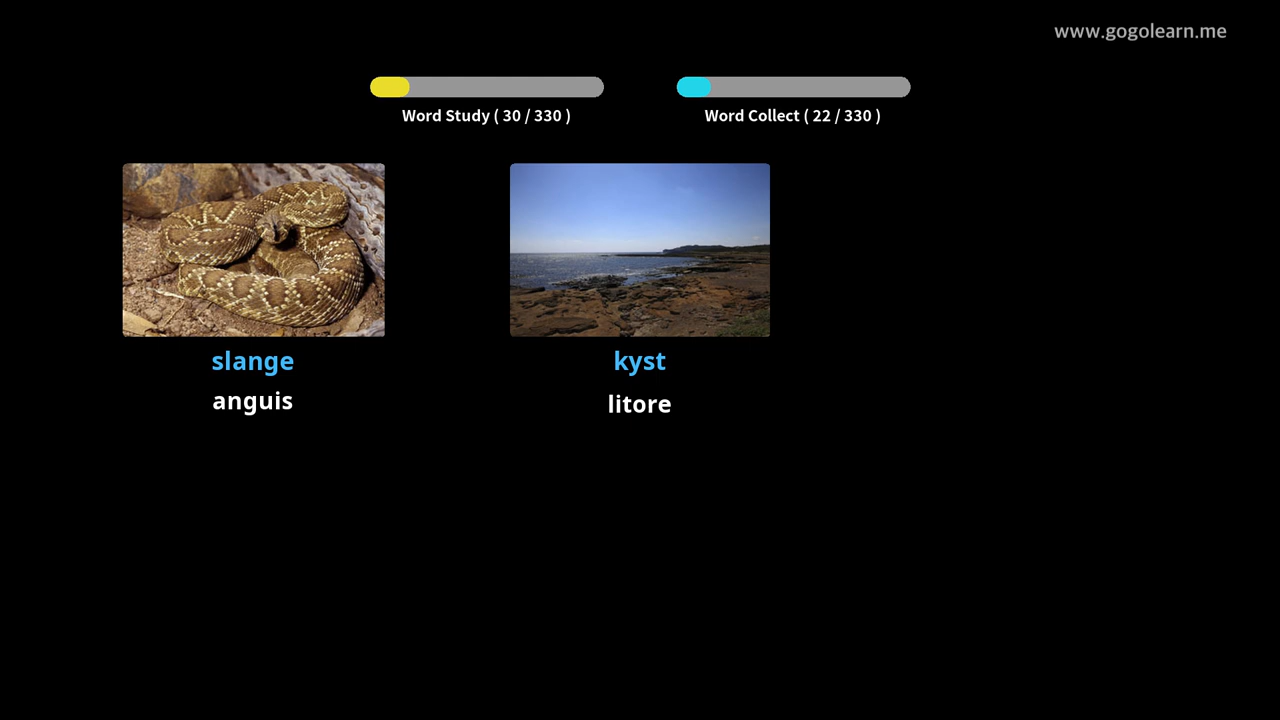 www.gogolearn.me
Word Study ( 30 / 330 )
Word Collect ( 22 / 330 )
slange
anguis
kyst
litore